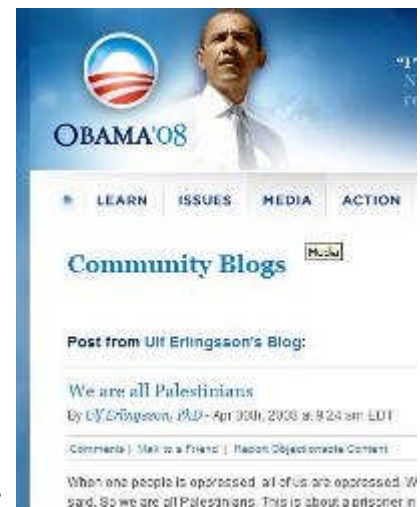 OBAMA'08
LEARN ISSUES MEDIA ACTION
Community Blogs
Media
Post from Ulf Erlingsson's Blog:
We are all Palestinians
By Ulf Erlingsson, PhD - Apr 30th, 2008 at 9:24 am EDT
Comments | Mail to a Friend | Report Objectionable Content
When one people is oppressed, all of us are oppressed. W
said. So we are all Palestinians. This is about a prisoner in